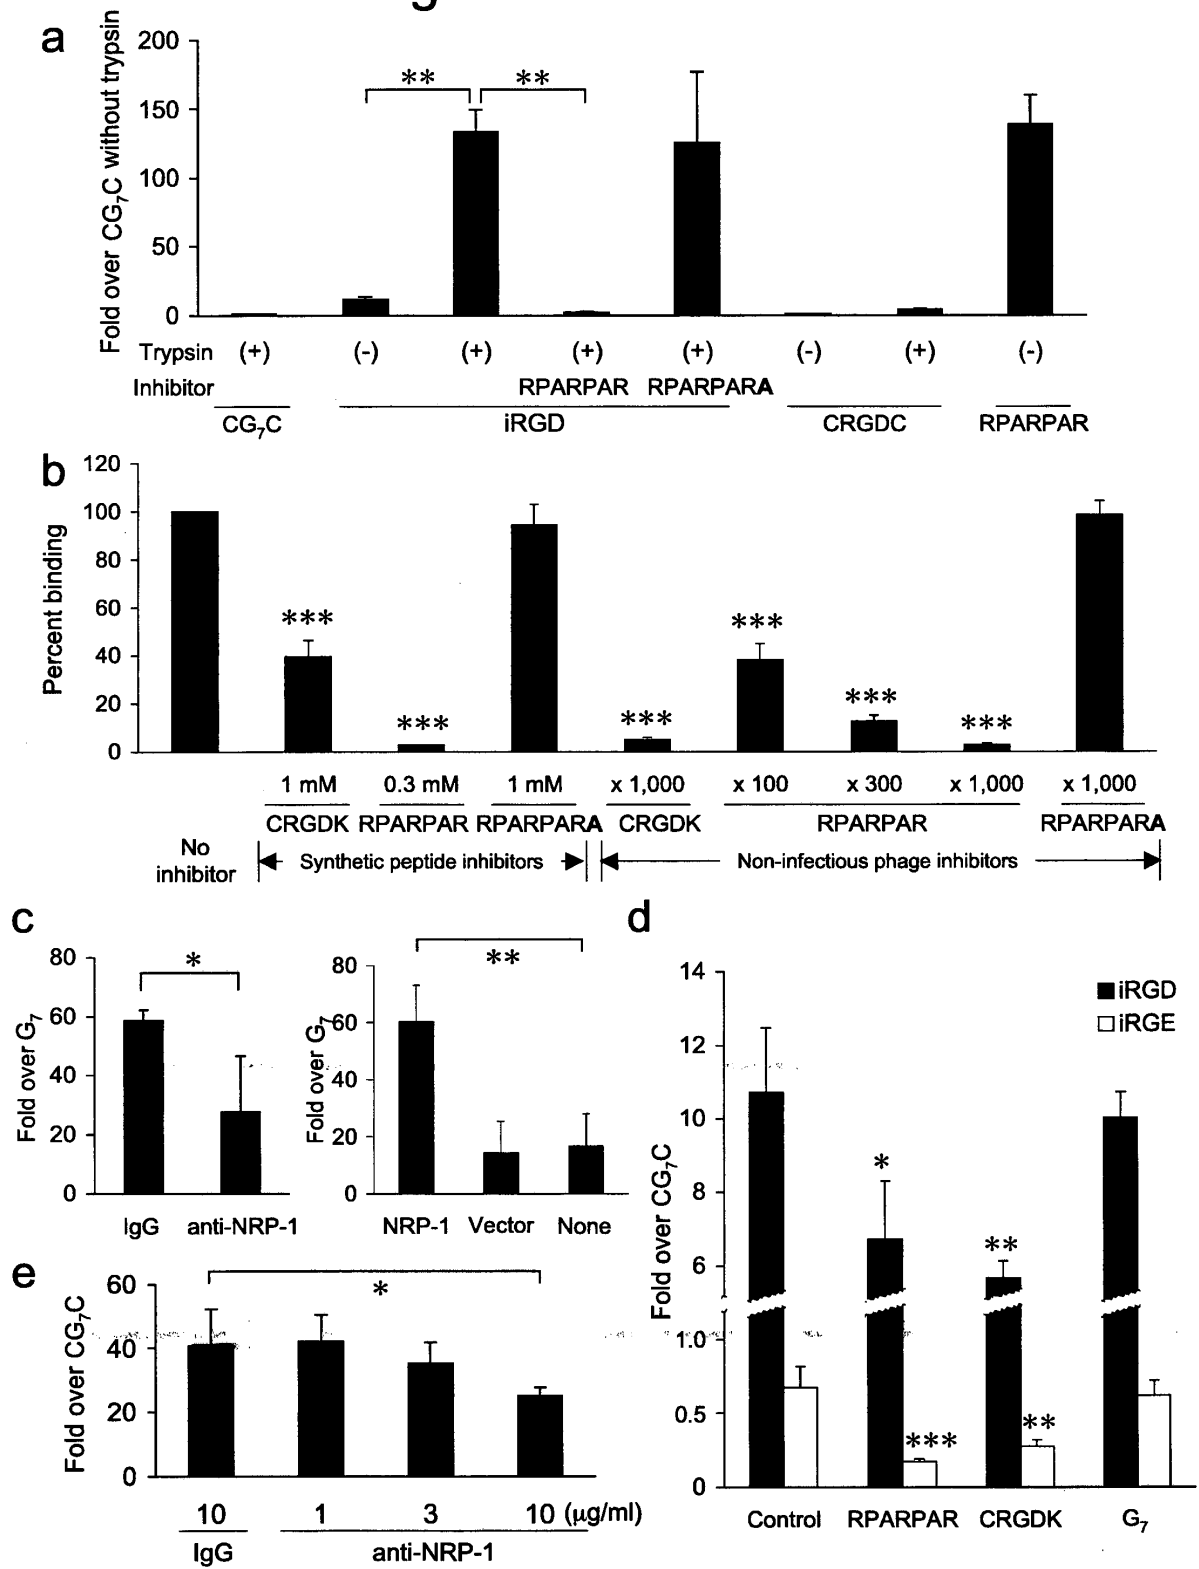 a
Fold over CG7C without trypsin
200
150
100
50
0
** **
Trypsin (+) (-) (+) (+) (+) (-) (+) (-)
Inhibitor RPARPAR RPARPARA
CG7C iRGD CRGDC RPARPAR
b
Percent binding
120
100
80
60
40
20
0
*** *** *** *** *** ***
1 mM 0.3 mM 1 mM x 1,000 x 100 x 300 x 1,000 x 1,000
CRGDK RPARPAR RPARPARA CRGDK RPARPAR RPARPARA
No inhibitor
Synthetic peptide inhibitors Non-infectious phage inhibitors
c
Fold over G7
80
60
40
20
0
*
IgG anti-NRP-1
Fold over G7
80
60
40
20
0
**
NRP-1 Vector None
d
Fold over CG7C
14
12
10
8
6
1.0
0.5
0
iRGD
iRGE
* **
*** **
Control RPARPAR CRGDK G7
e
Fold over CG7C
60
40
20
0
*
10 1 3 10 (μg/ml)
IgG anti-NRP-1